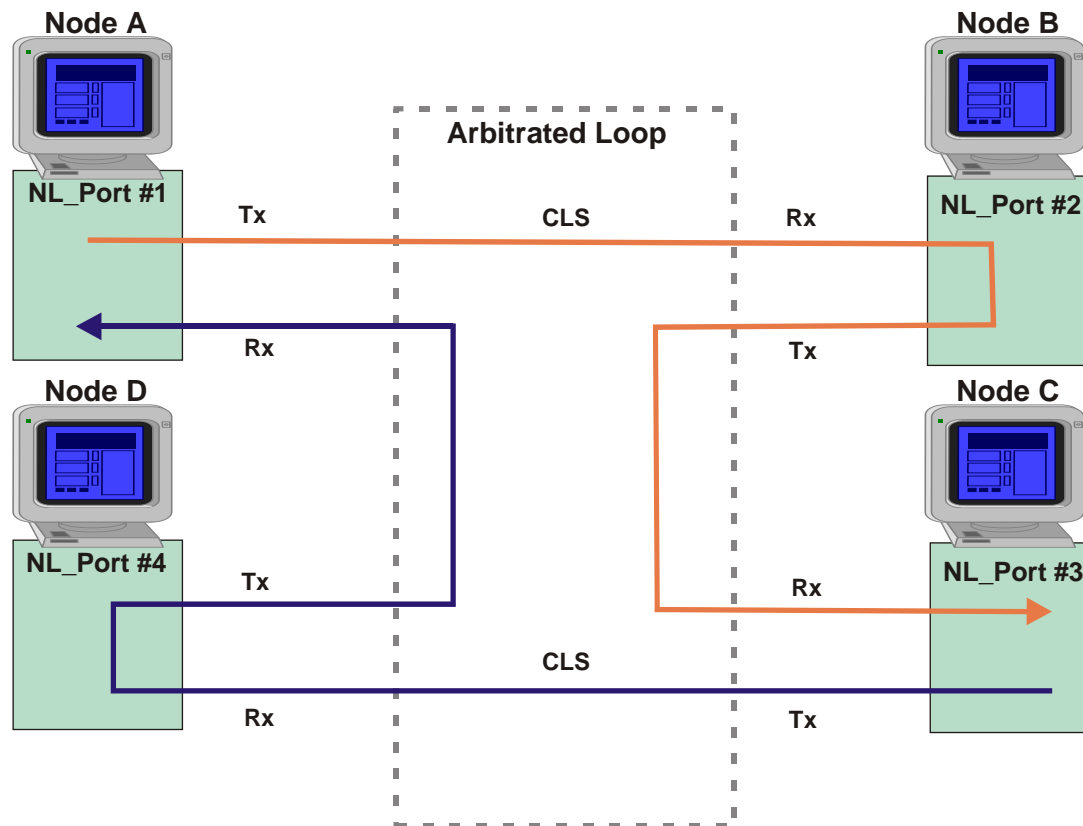 Node A
Node B
Arbitrated Loop
NL_Port #1
NL_Port #2
Tx
CLS
Rx
Rx
Tx
Node D
Node C
NL_Port #4
NL_Port #3
Tx
Rx
CLS
Rx
Tx